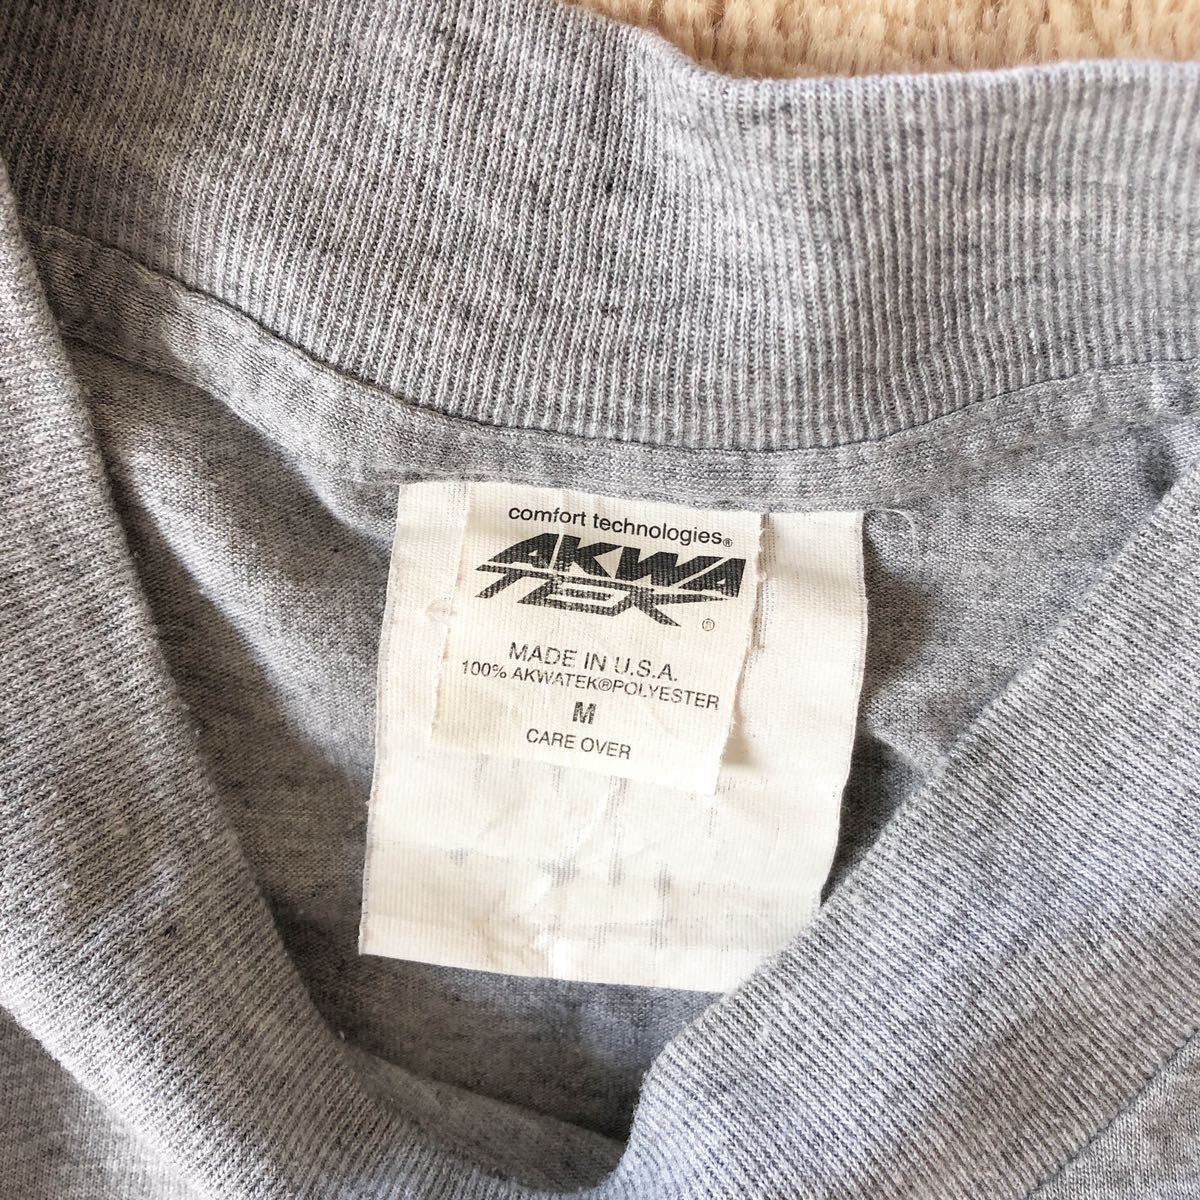 comfort technologies®
AKWA
TEK ®
MADE IN U.S.A.
100% AKWATEK®POLYESTER
M
CARE OVER